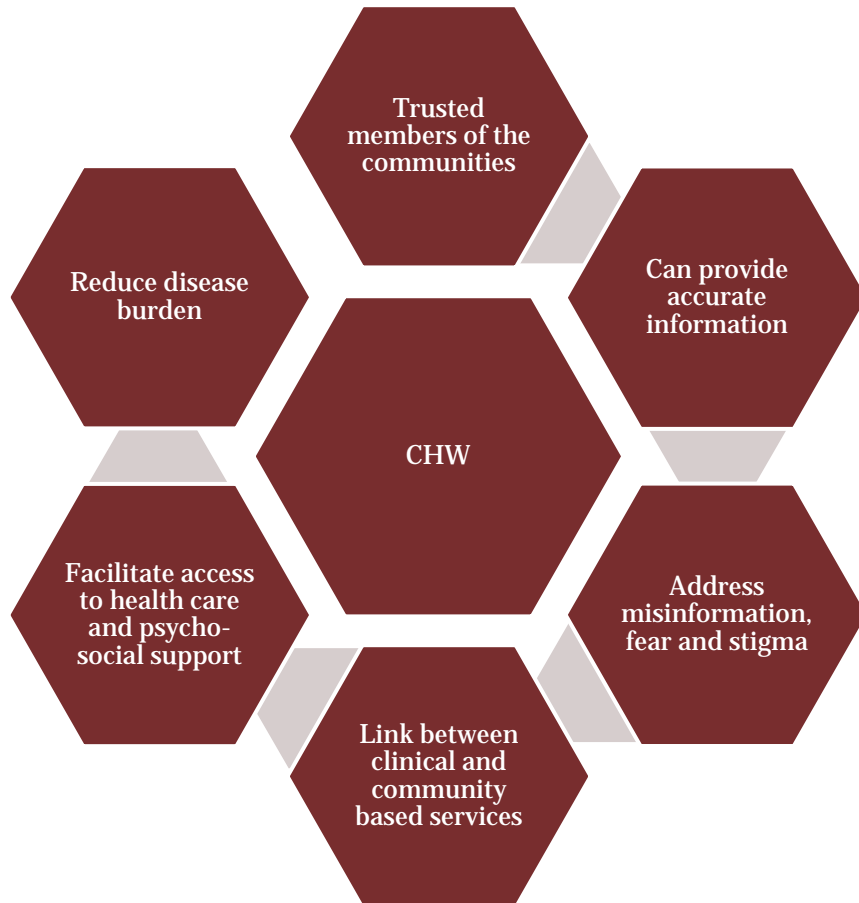 Trusted
members of the
communities
Can provide
accurate
information
Address
misinformation,
fear and stigma
Link between
clinical and
community
based services
Facilitate access
to health care
and psycho-
social support
Reduce disease
burden
CHW